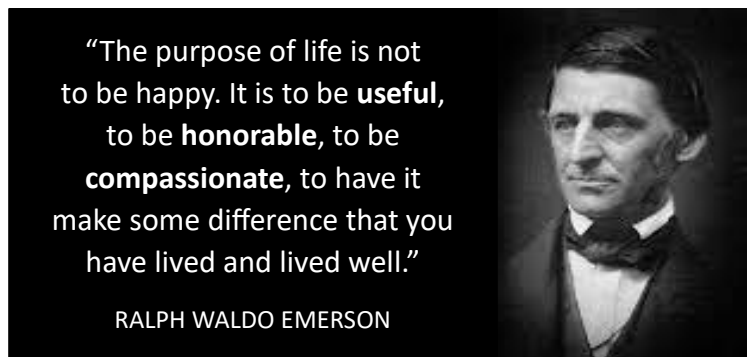 “The purpose of life is not
to be happy. It is to be useful,
to be honorable, to be
compassionate, to have it
make some difference that you
have lived and lived well.”
RALPH WALDO EMERSON